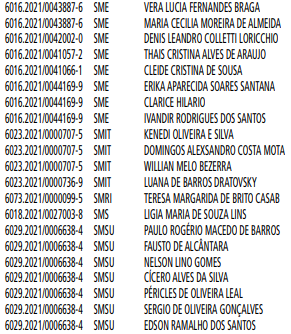 6016.2021/0043887-6 SME VERA LUCIA FERNANDES BRAGA
6016.2021/0043887-6 SME MARIA CECILIA MOREIRA DE ALMEIDA
6016.2021/0042002-0 SME DENIS LEANDRO COLLETTI LORICCHIO
6016.2021/0041057-2 SME THAIS CRISTINA ALVES DE ARAUJO
6016.2021/0041066-1 SME CLEIDE CRISTINA DE SOUSA
6016.2021/0044169-9 SME ERIKA APARECIDA SOARES SANTANA
6016.2021/0044169-9 SME CLARICE HILARIO
6016.2021/0044169-9 SME IVANDIR RODRIGUES DOS SANTOS
6023.2021/0000707-5 SMIT KENEDI OLIVEIRA E SILVA
6023.2021/0000707-5 SMIT DOMINGOS ALEXSANDRO COSTA MOTA
6023.2021/0000707-5 SMIT WILLIAN MELO BEZERRA
6023.2021/0000736-9 SMIT LUANA DE BARROS DRATOVSKY
6073.2021/0000099-5 SMRI TERESA MARGARIDA DE BRITO CASAB
6018.2021/0027003-8 SMS LIGIA MARIA DE SOUZA LINS
6029.2021/0006638-4 SMSU PAULO ROGÉRIO MACEDO DE BARROS
6029.2021/0006638-4 SMSU FAUSTO DE ALCÂNTARA
6029.2021/0006638-4 SMSU NELSON LINO GOMES
6029.2021/0006638-4 SMSU CÍCERO ALVES DA SILVA
6029.2021/0006638-4 SMSU PÉRICLES DE OLIVEIRA LEAL
6029.2021/0006638-4 SMSU SERGIO DE OLIVEIRA GONÇALVES
6029.2021/0006638-4 SMSU EDSON RAMALHO DOS SANTOS